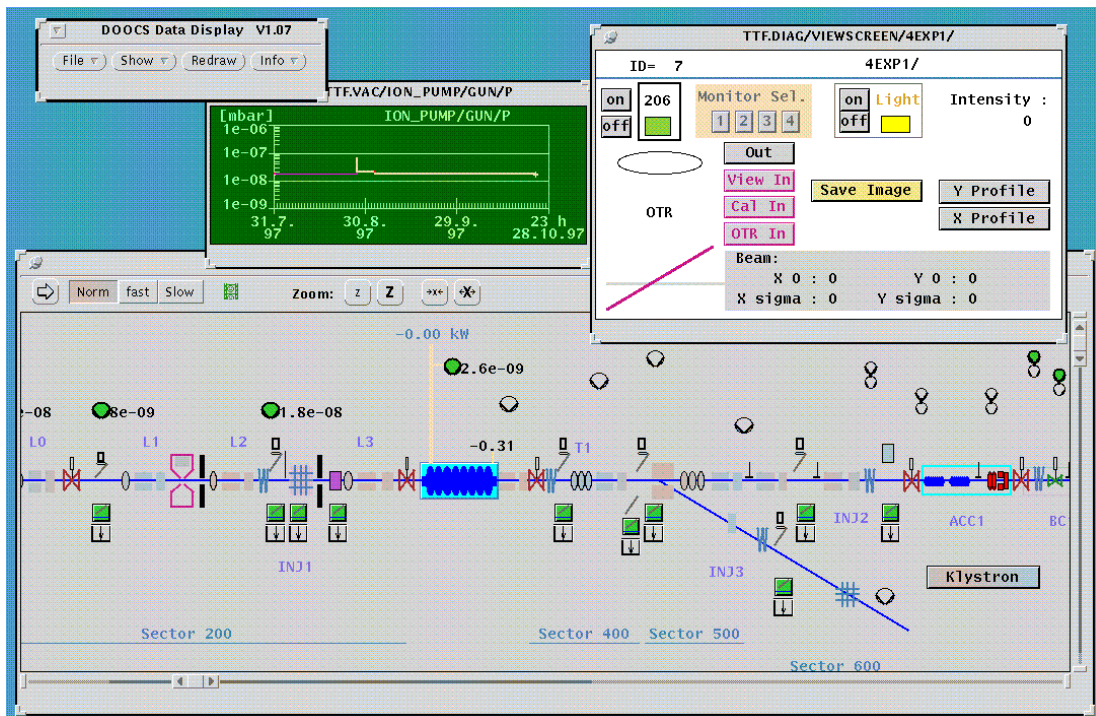 DOOCS Data Display V1.07
File Show Redraw Info
TTF.VAC/ION_PUMP/GUN/P
[mbar] ION_PUMP/GUN/P
1e-06
1e-07
1e-08
1e-09
31.7. 30.8. 29.9. 23 h
97 97 97 28.10.97
TTF.DIAG/VIEWSCREEN/4EXP1/
ID= 7 4EXP1/
on 206 Monitor Sel. on Light Intensity :
off 1 2 3 4 off 0
Out
View In
Save Image Y Profile
Cal In
OTR X Profile
OTR In
Beam:
X 0 : 0 Y 0 : 0
X sigma : 0 Y sigma : 0
Norm fast Slow Zoom: z Z →x← →X←
-0.00 kW
2.6e-09
-08 8e-09 1.8e-08
L0 L1 L2 L3 -0.31 T1
INJ2 ACC1 BC
INJ1 INJ3
Klystron
Sector 200 Sector 400 Sector 500
Sector 600